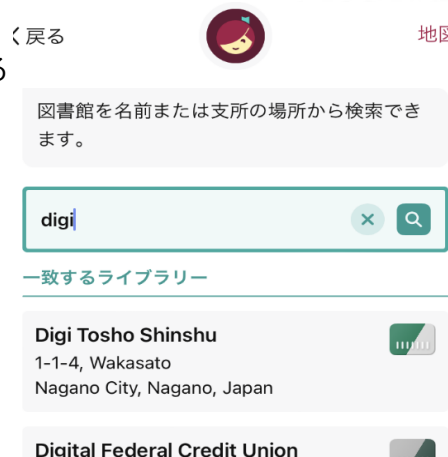 戻る
地図
る
図書館を名前または支所の場所から検索でき
ます。
digi
一致するライブラリー
Digi Tosho Shinshu
1-1-4, Wakasato
Nagano City, Nagano, Japan
Digital Federal Credit Union